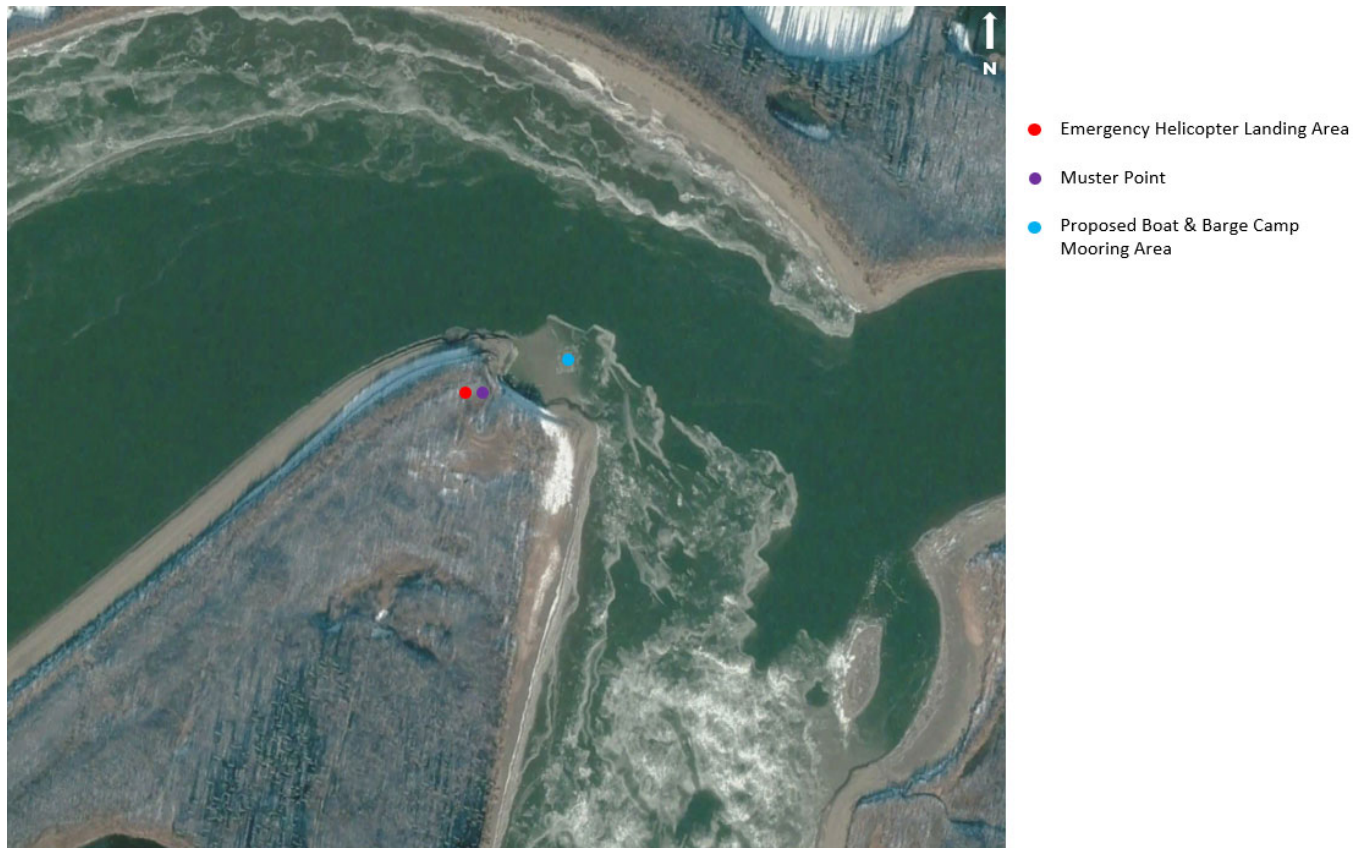 N
Emergency Helicopter Landing Area
Muster Point
Proposed Boat & Barge Camp
Mooring Area